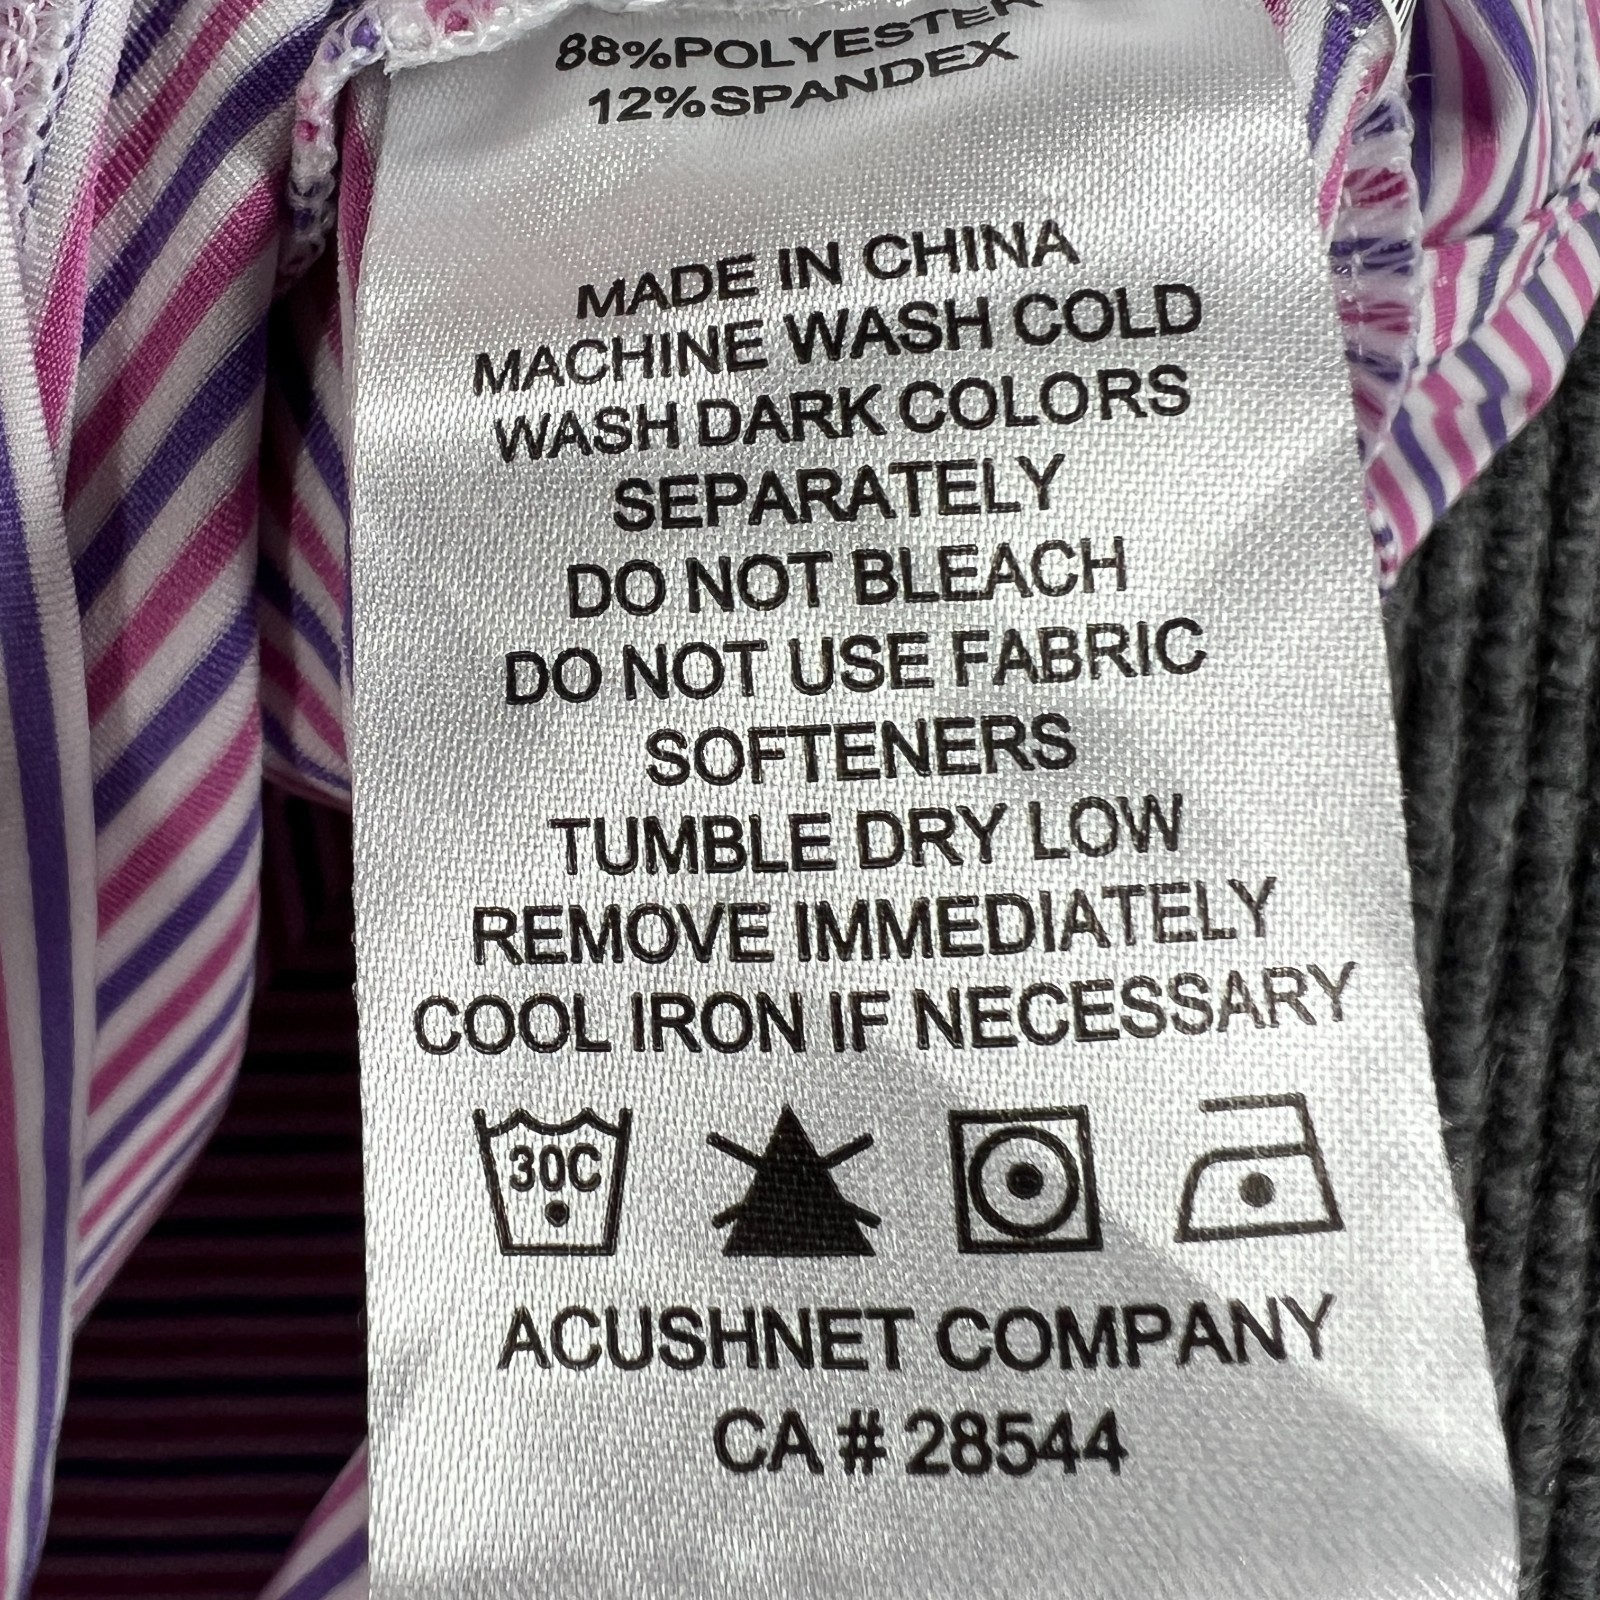 88%POLYESTER
12%SPANDEX
MADE IN CHINA
MACHINE WASH COLD
WASH DARK COLORS
SEPARATELY
DO NOT BLEACH
DO NOT USE FABRIC
SOFTENERS
TUMBLE DRY LOW
REMOVE IMMEDIATELY
COOL IRON IF NECESSARY
30C
ACUSHNET COMPANY
CA # 28544